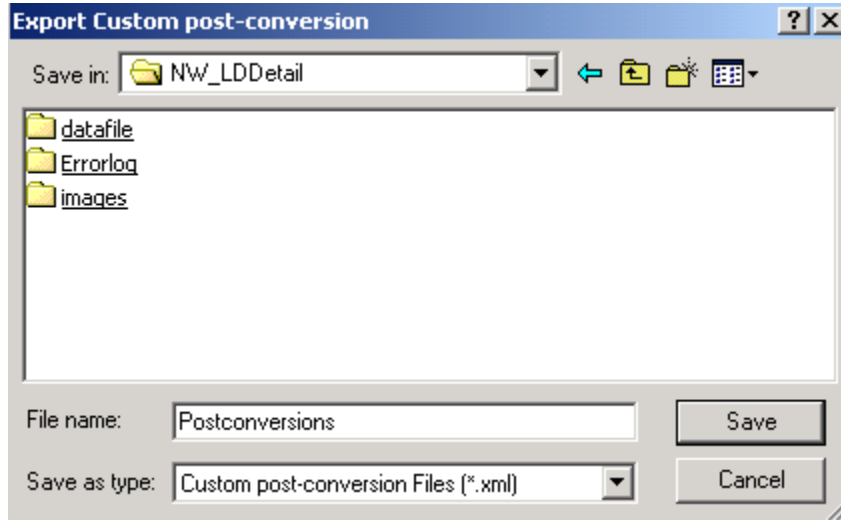 Export Custom post-conversion
Save in: NW_LDDetail
datafile
Errorlog
images
File name: Postconversions Save
Save as type: Custom post-conversion Files (*.xml) Cancel